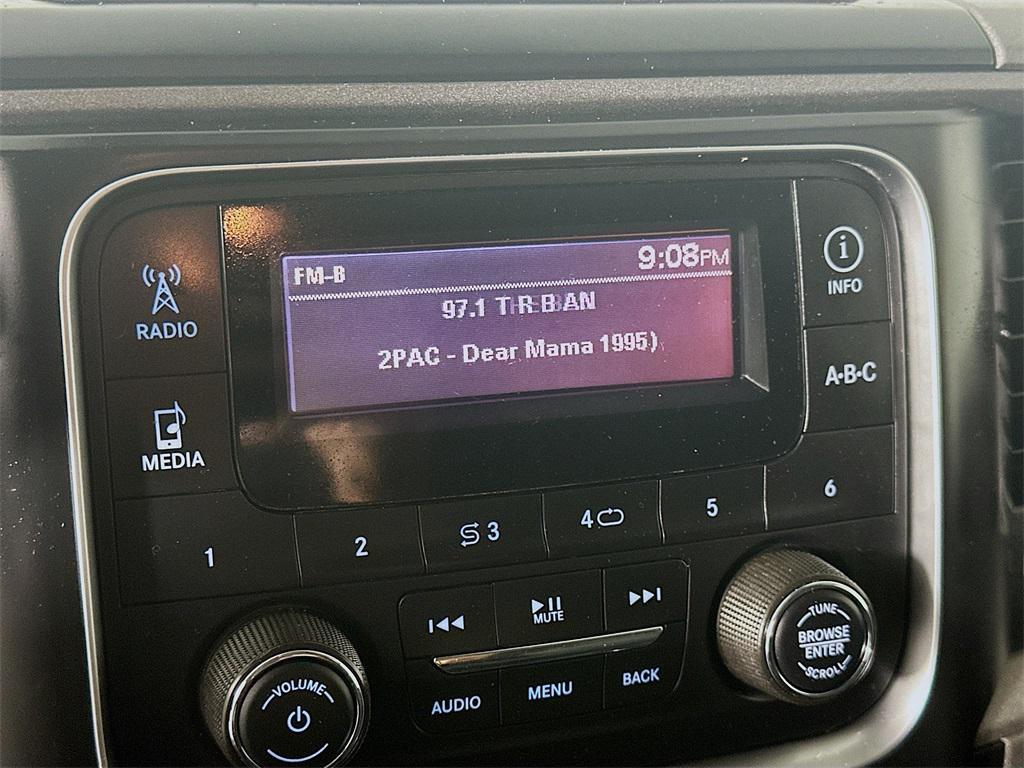 FM-B
9:08PM
97.1
2PAC - Dear Mama 1995)
RADIO
INFO
A·B·C
MEDIA
1
2
3
4
5
6
MUTE
AUDIO
MENU
BACK
VOLUME
TUNE
BROWSE
ENTER
SCROLL